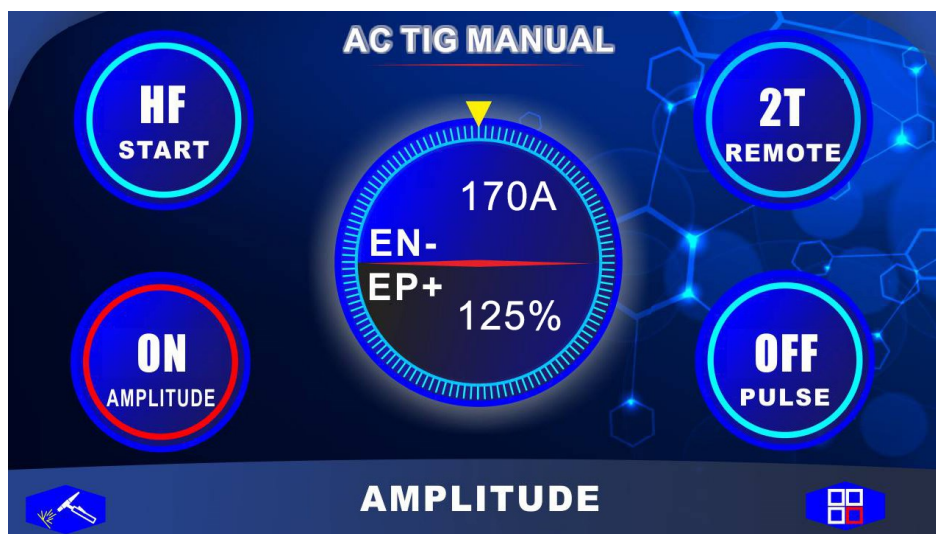 AC TIG MANUAL
HF
START
2T
REMOTE
170A
EN-
EP+
125%
ON
AMPLITUDE
OFF
PULSE
AMPLITUDE